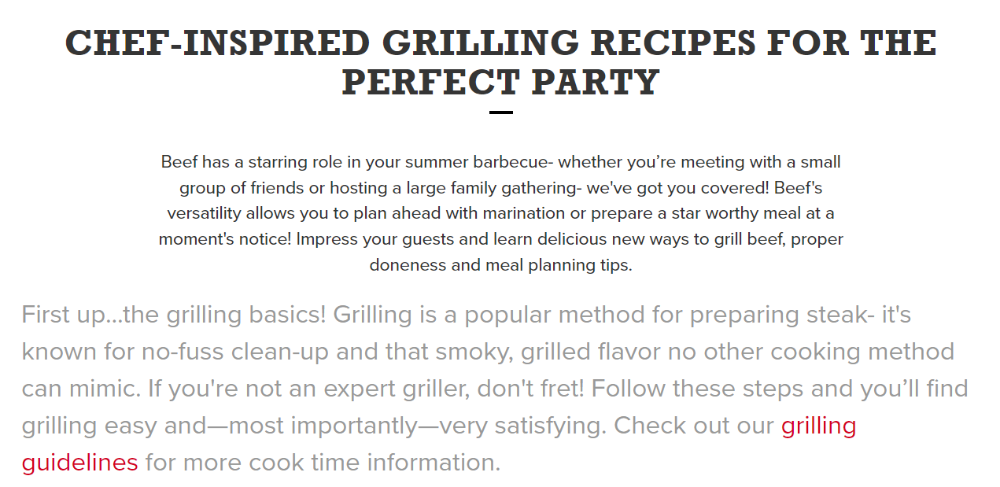 CHEF-INSPIRED GRILLING RECIPES FOR THE
PERFECT PARTY
Beef has a starring role in your summer barbecue- whether you’re meeting with a small
group of friends or hosting a large family gathering- we've got you covered! Beef's
versatility allows you to plan ahead with marination or prepare a star worthy meal at a
moment's notice! Impress your guests and learn delicious new ways to grill beef, proper
doneness and meal planning tips.
First up...the grilling basics! Grilling is a popular method for preparing steak- it's
known for no-fuss clean-up and that smoky, grilled flavor no other cooking method
can mimic. If you're not an expert griller, don't fret! Follow these steps and you’ll find
grilling easy and—most importantly—very satisfying. Check out our grilling
guidelines for more cook time information.